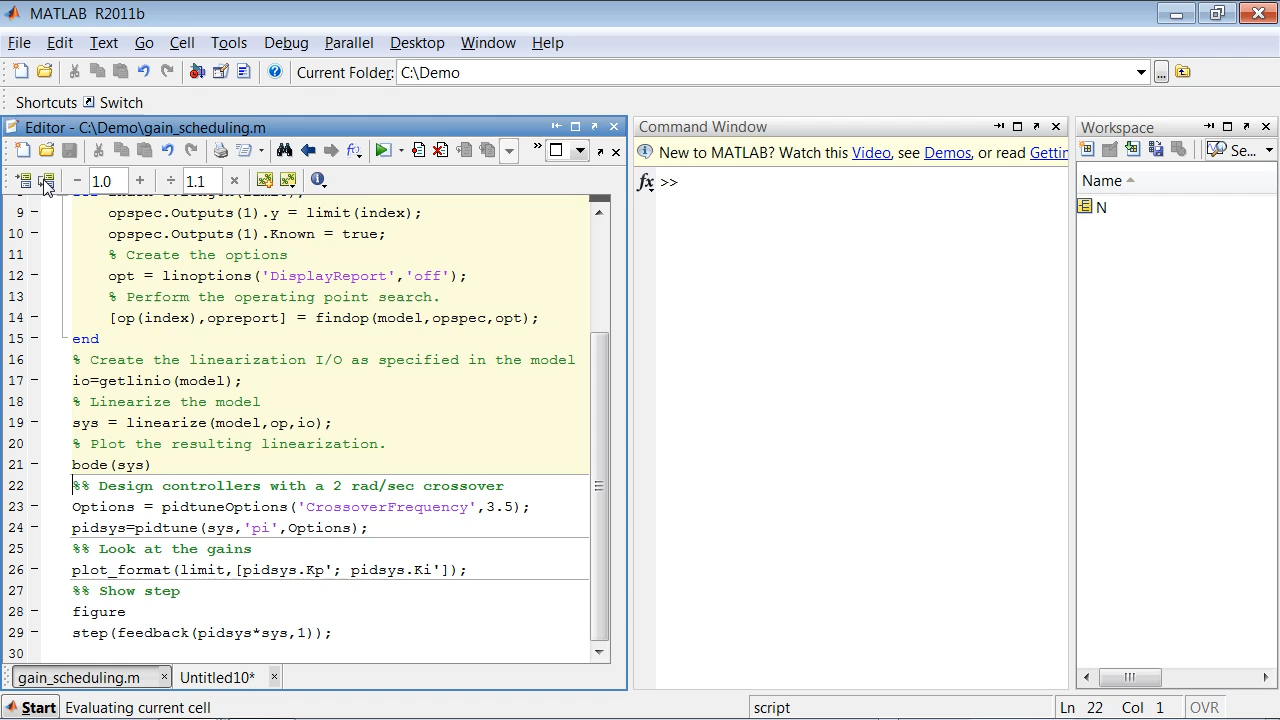 MATLAB R2011b
File Edit Text Go Cell Tools Debug Parallel Desktop Window Help
Current Folder: C:\Demo
Shortcuts Switch
Editor - C:\Demo\gain_scheduling.m
Command Window
Workspace
New to MATLAB? Watch this Video, see Demos, or read Gettin
Se...
1.0
1.1
fx >>
Name
N
9 opspec.Outputs(1).y = limit(index);
10 opspec.Outputs(1).Known = true;
11 % Create the options
12 opt = linoptions('DisplayReport','off');
13 % Perform the operating point search.
14 [op(index),opreport] = findop(model,opspec,opt);
15 end
16 % Create the linearization I/O as specified in the model
17 io=getlinio(model);
18 % Linearize the model
19 sys = linearize(model,op,io);
20 % Plot the resulting linearization.
21 bode(sys)
22 %% Design controllers with a 2 rad/sec crossover
23 Options = pidtuneOptions('CrossoverFrequency',3.5);
24 pidsys=pidtune(sys,'pi',Options);
25 %% Look at the gains
26 plot_format(limit,[pidsys.Kp'; pidsys.Ki']);
27 %% Show step
28 figure
29 step(feedback(pidsys*sys,1));
30
gain_scheduling.m Untitled10*
Start Evaluating current cell script Ln 22 Col 1 OVR